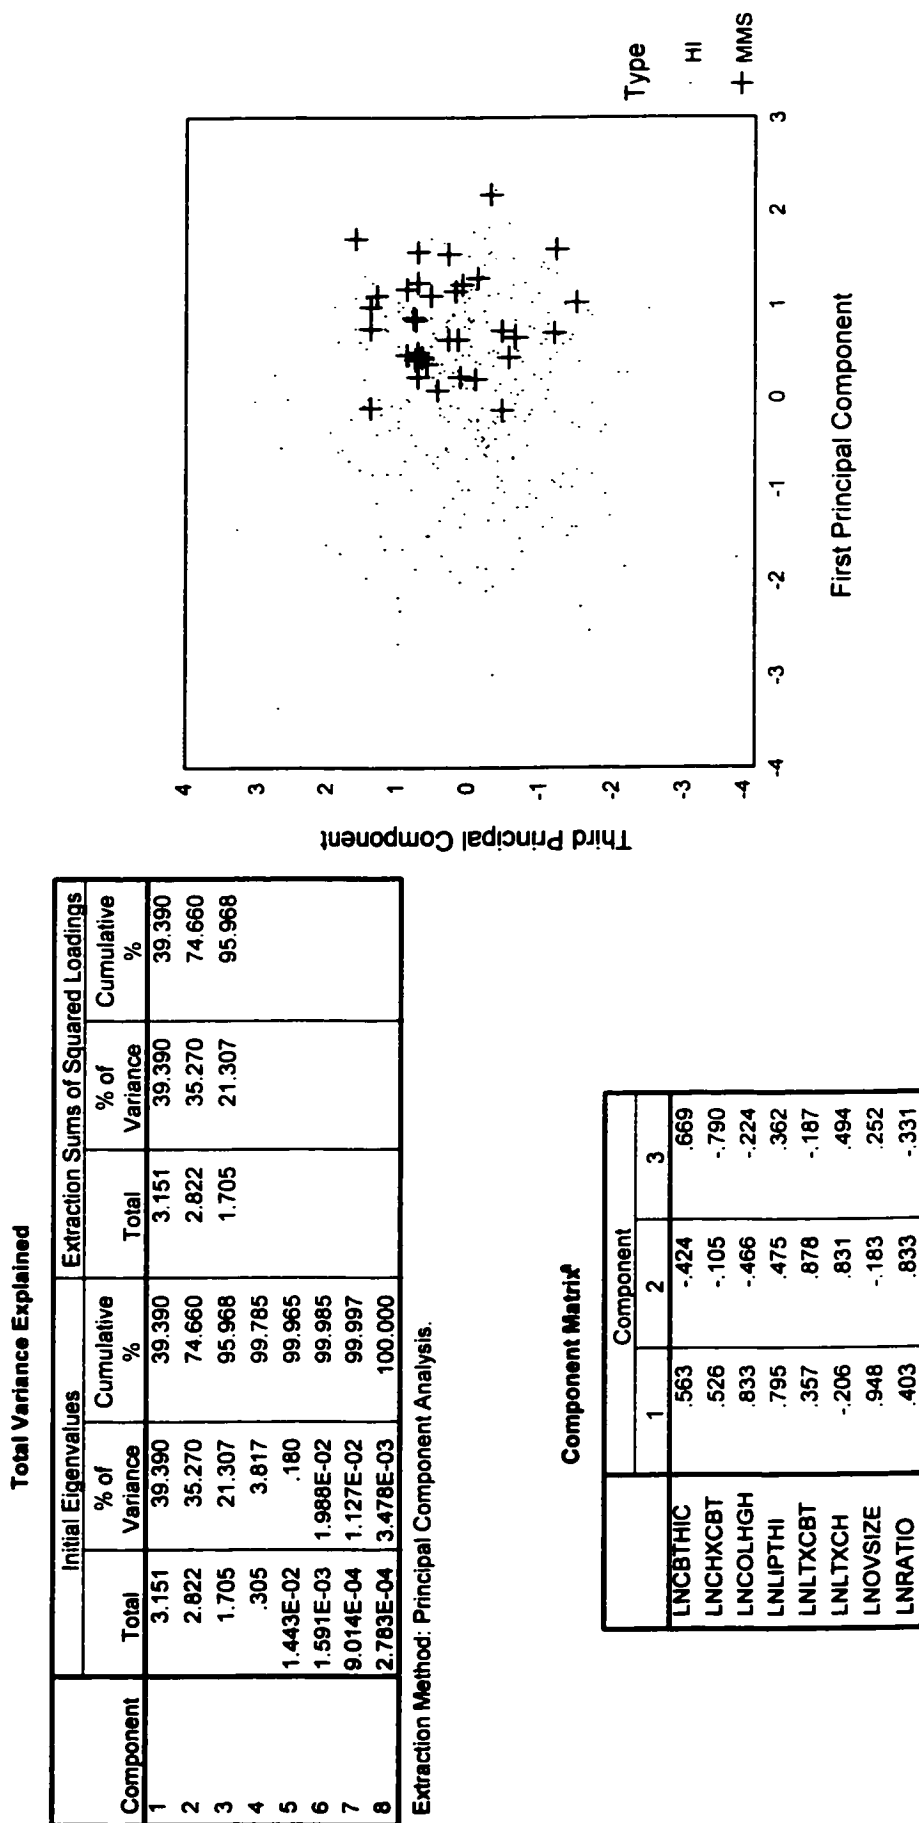 Total Variance Explained
Component | Initial Eigenvalues | Extraction Sums of Squared Loadings
Total | % of Variance | Cumulative % | Total | % of Variance | Cumulative %
1 | 3.151 | 39.390 | 39.390 | 3.151 | 39.390 | 39.390
2 | 2.822 | 35.270 | 74.660 | 2.822 | 35.270 | 74.660
3 | 1.705 | 21.307 | 95.968 | 1.705 | 21.307 | 95.968
4 | .305 | 3.817 | 99.785
5 | 1.443E-02 | .180 | 99.965
6 | 1.591E-03 | 1.988E-02 | 99.985
7 | 9.014E-04 | 1.127E-02 | 99.997
8 | 2.783E-04 | 3.478E-03 | 100.000
Extraction Method: Principal Component Analysis.
Component Matrixª
Component
1 | 2 | 3
LNCBTHIC | .563 | -.424 | .669
LNCHXCBT | .526 | -.105 | -.790
LNCOLHGH | .833 | -.466 | -.224
LNLIPTHI | .795 | .475 | .362
LNLTXCBT | .357 | .878 | -.187
LNLTXCH | -.206 | .831 | .494
LNOVSIZE | .948 | -.183 | .252
LNRATIO | .403 | .833 | -.331
Third Principal Component
4
3
2
1
0
-1
-2
-3
-4
-4 -3 -2 -1 0 1 2 3
First Principal Component
Type
HI
MMS